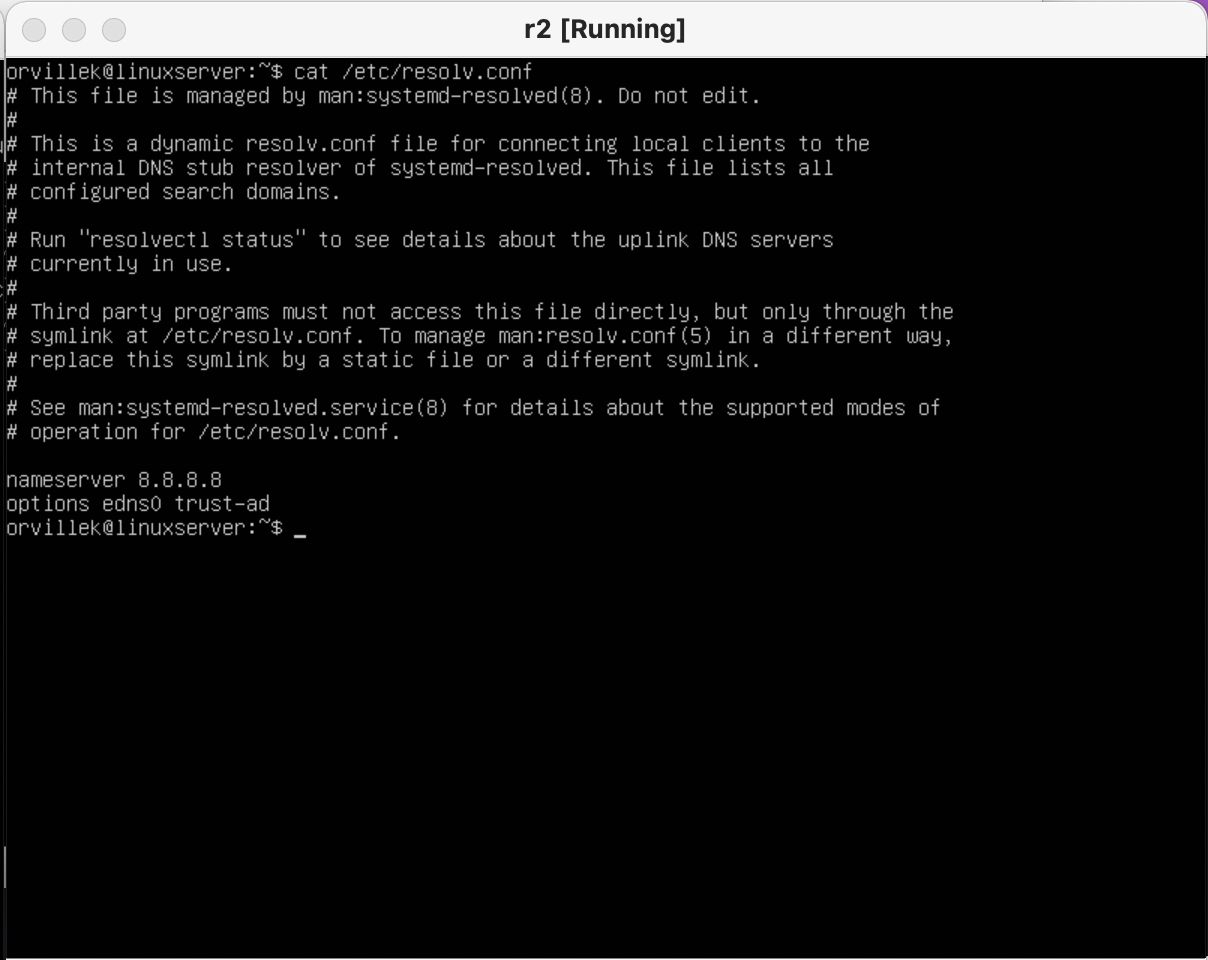 r2 [Running]
orvillek@linuxserver:~$ cat /etc/resolv.conf
# This file is managed by man:systemd-resolved(8). Do not edit.
#
# This is a dynamic resolv.conf file for connecting local clients to the
# internal DNS stub resolver of systemd-resolved. This file lists all
# configured search domains.
#
# Run "resolvectl status" to see details about the uplink DNS servers
# currently in use.
#
# Third party programs must not access this file directly, but only through the
# symlink at /etc/resolv.conf. To manage man:resolv.conf(5) in a different way,
# replace this symlink by a static file or a different symlink.
#
# See man:systemd-resolved.service(8) for details about the supported modes of
# operation for /etc/resolv.conf.
nameserver 8.8.8.8
options edns0 trust-ad
orvillek@linuxserver:~$ _